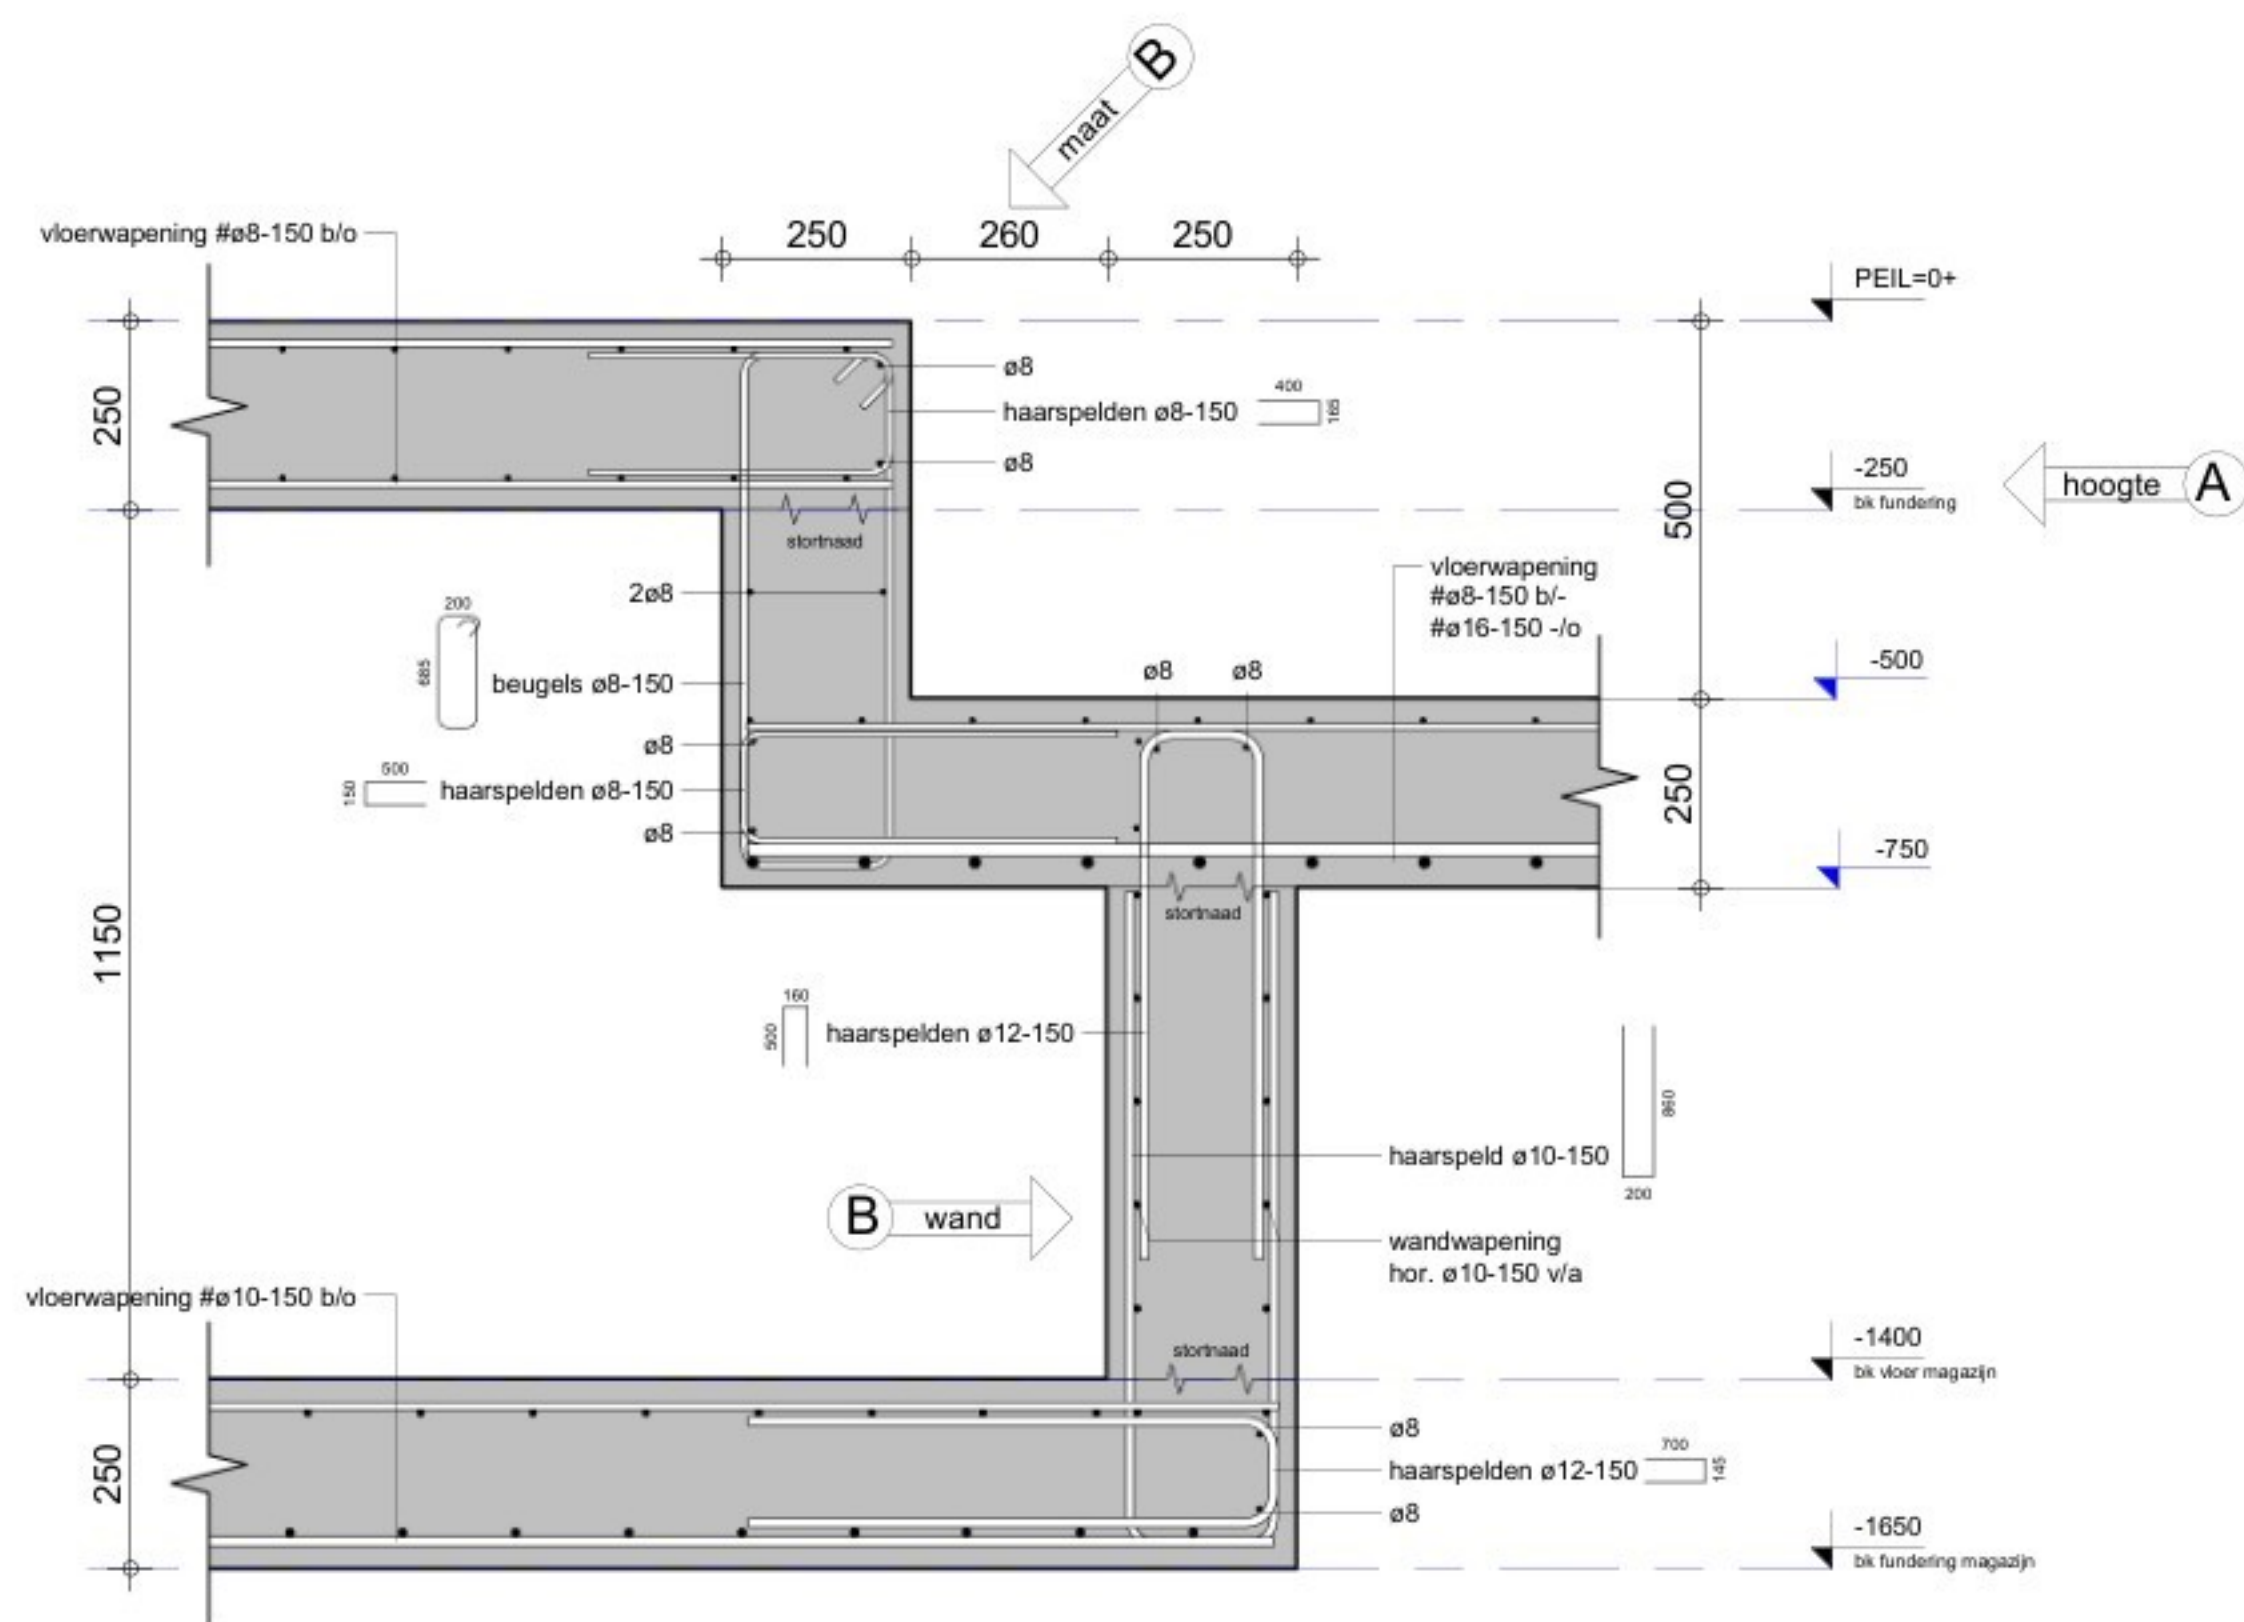 B
maat
vloerwapening #ø8-150 b/o
250
260
250
PEIL=0+
ø8
400
haarspelden ø8-150
165
250
ø8
-250
bk fundering
hoogte
A
500
stortnaad
vloerwapening
#ø8-150 b/-
#ø16-150 -/o
2ø8
200
685
beugels ø8-150
ø8
ø8
-500
ø8
500
150
haarspelden ø8-150
250
ø8
-750
stortnaad
1150
160
500
haarspelden ø12-150
860
haarspeld ø10-150
200
B
wand
wandwapening
hor. ø10-150 v/a
vloerwapening #ø10-150 b/o
stortnaad
-1400
bk vloer magazijn
ø8
700
haarspelden ø12-150
145
250
ø8
-1650
bk fundering magazijn